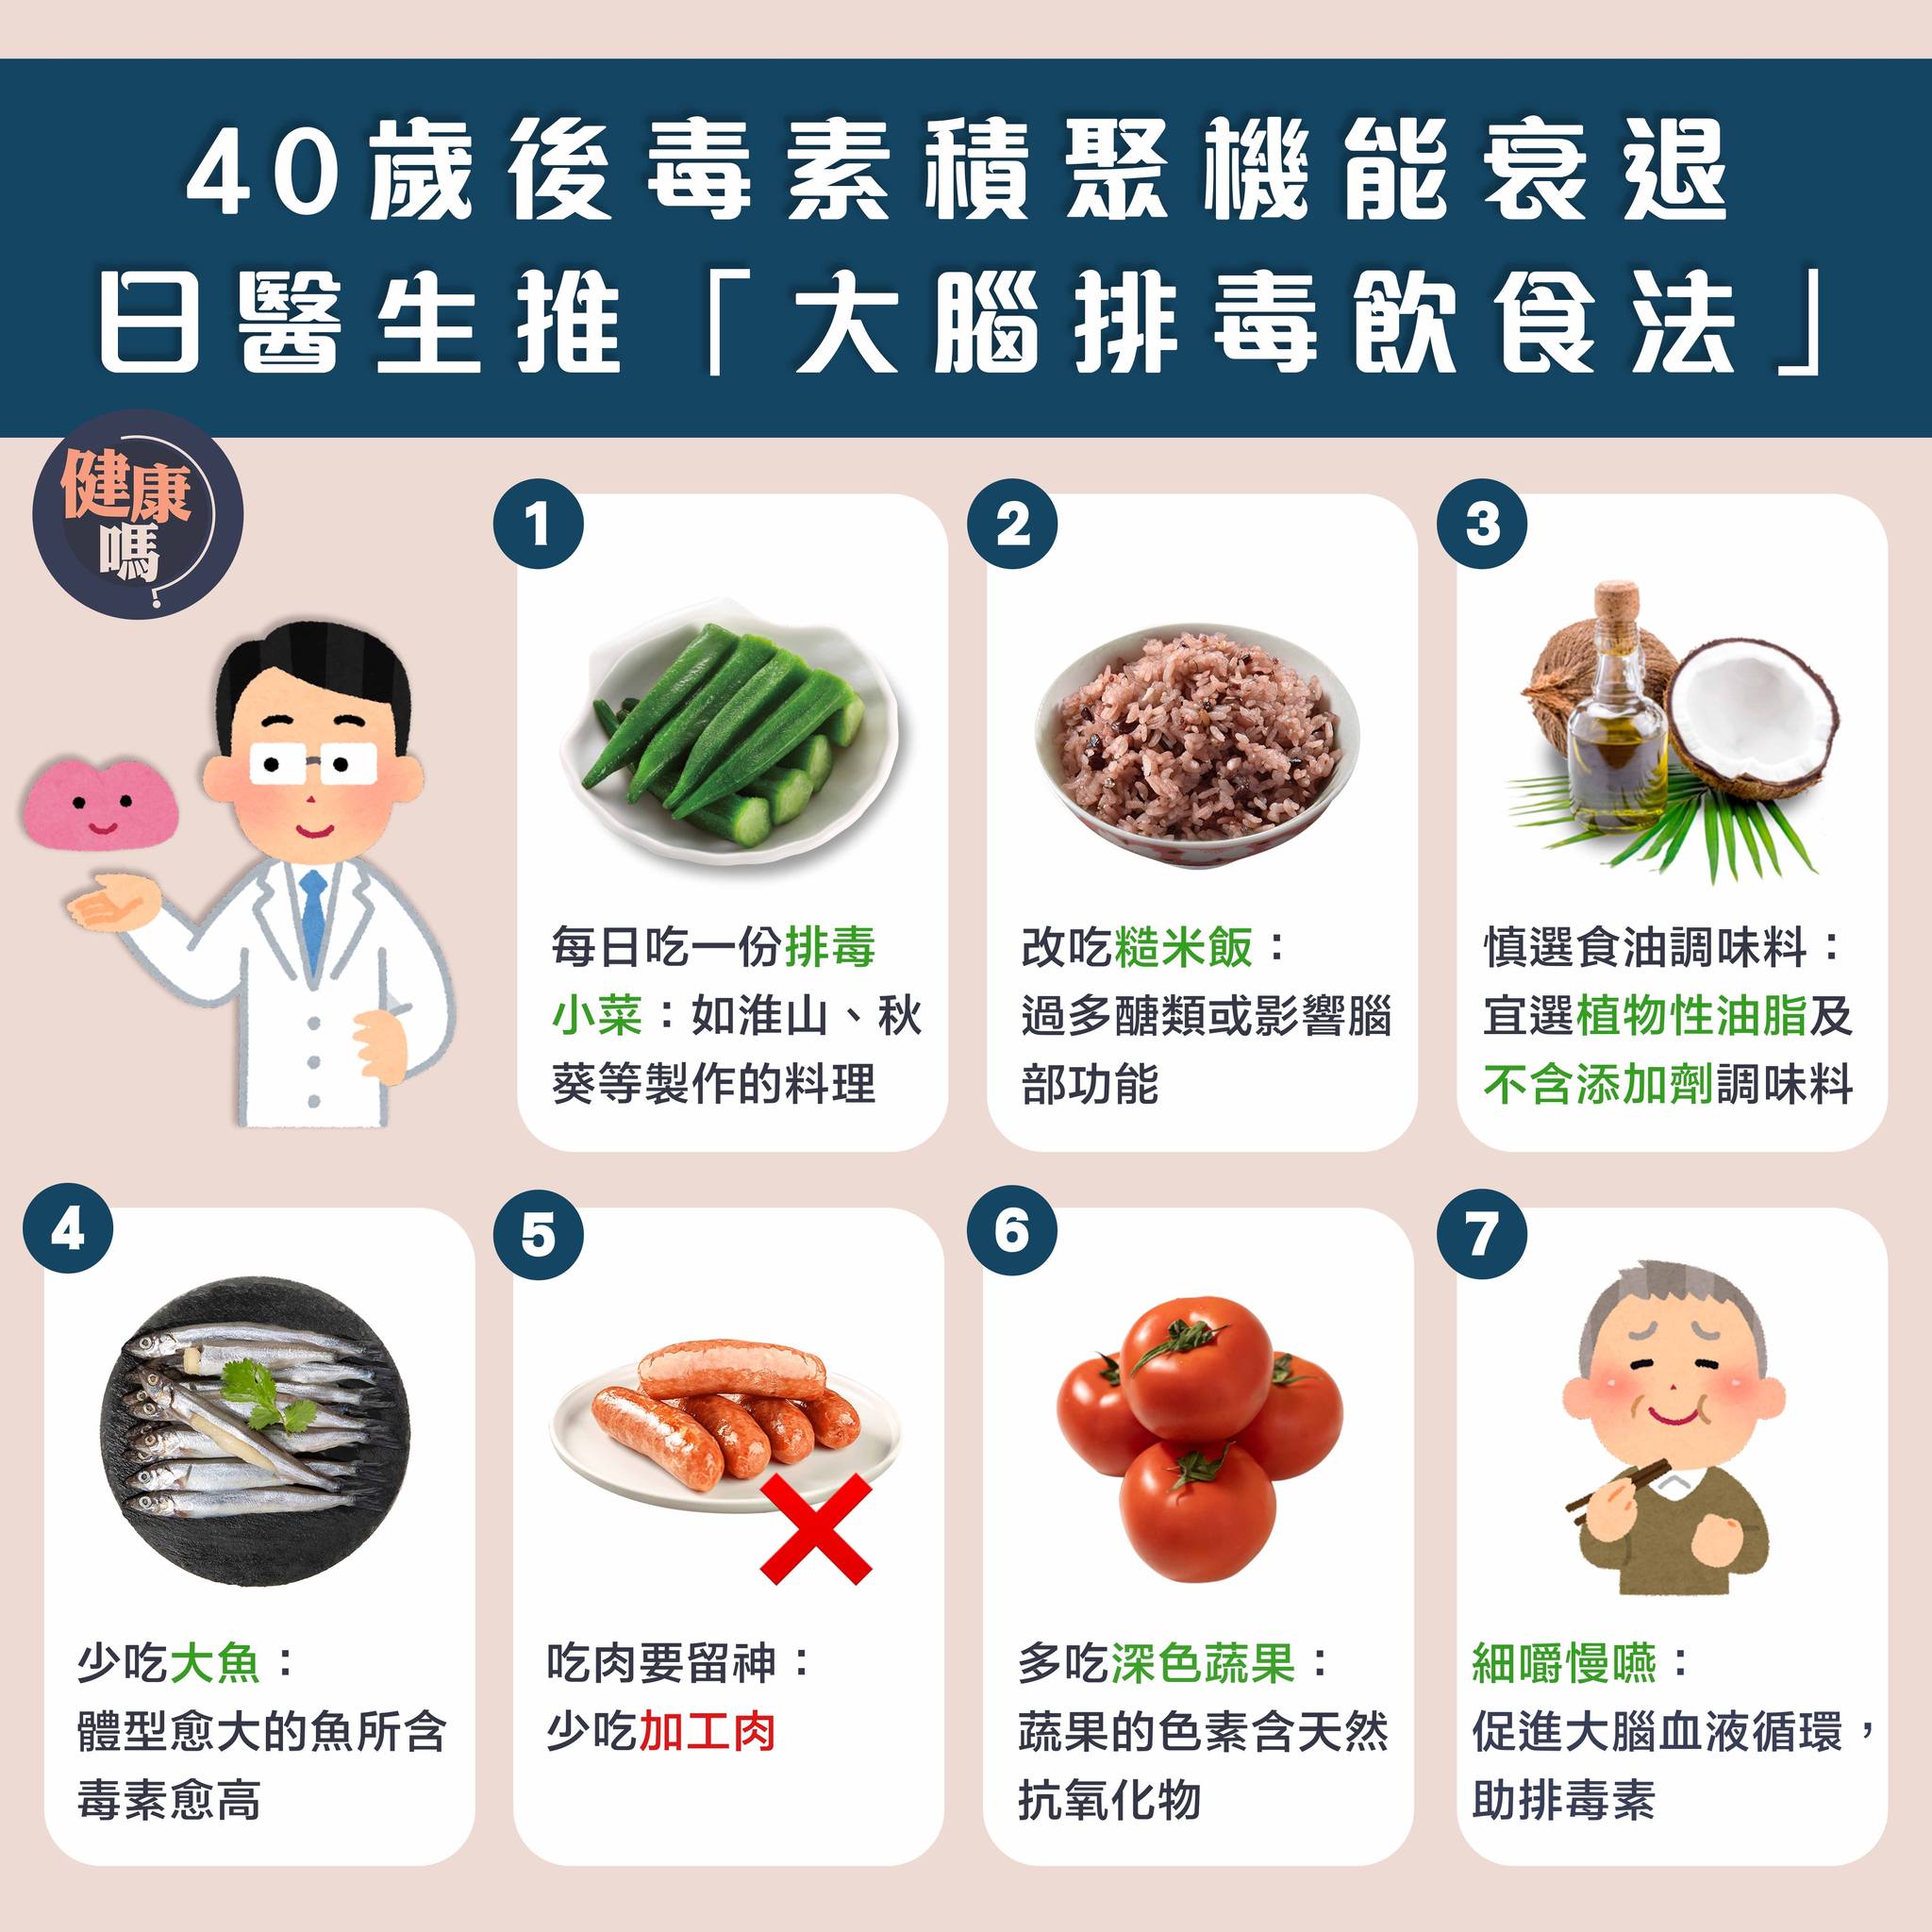 40歲後毒素積聚機能衰退
日醫生推「大腦排毒飲食法」
健康
嗎?
1
每日吃一份排毒
小菜：如淮山、秋
葵等製作的料理
2
改吃糙米飯：
過多醣類或影響腦
部功能
3
慎選食油調味料：
宜選植物性油脂及
不含添加劑調味料
4
少吃大魚：
體型愈大的魚所含
毒素愈高
5
吃肉要留神：
少吃加工肉
6
多吃深色蔬果：
蔬果的色素含天然
抗氧化物
7
細嚼慢嚥：
促進大腦血液循環，
助排毒素